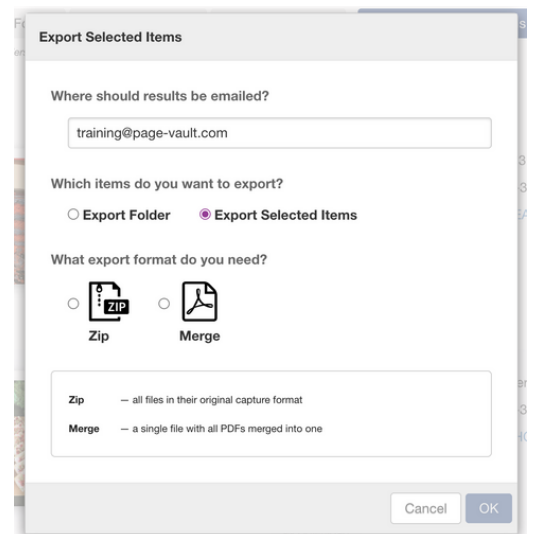 Export Selected Items
Where should results be emailed?
training@page-vault.com
Which items do you want to export?
Export Folder Export Selected Items
What export format do you need?
ZIP
Zip Merge
Zip — all files in their original capture format
Merge — a single file with all PDFs merged into one
Cancel OK